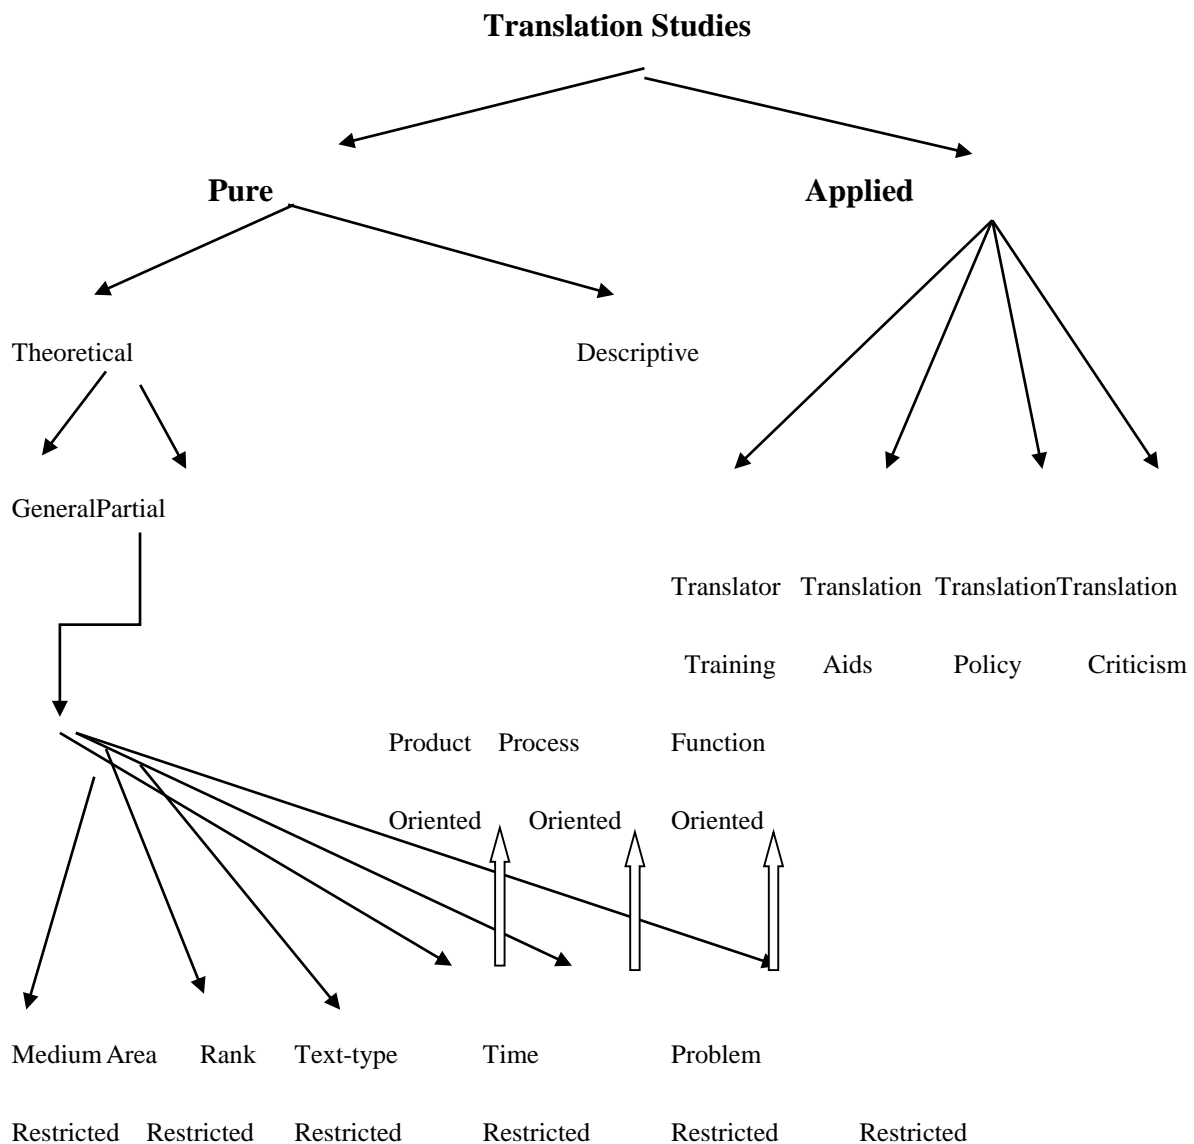 Translation Studies
Pure Applied
Theoretical Descriptive
GeneralPartial
Translator Translation TranslationTranslation
Training Aids Policy Criticism
Product Process Function
Oriented Oriented Oriented
Medium Area Rank Text-type Time Problem
Restricted Restricted Restricted Restricted Restricted Restricted